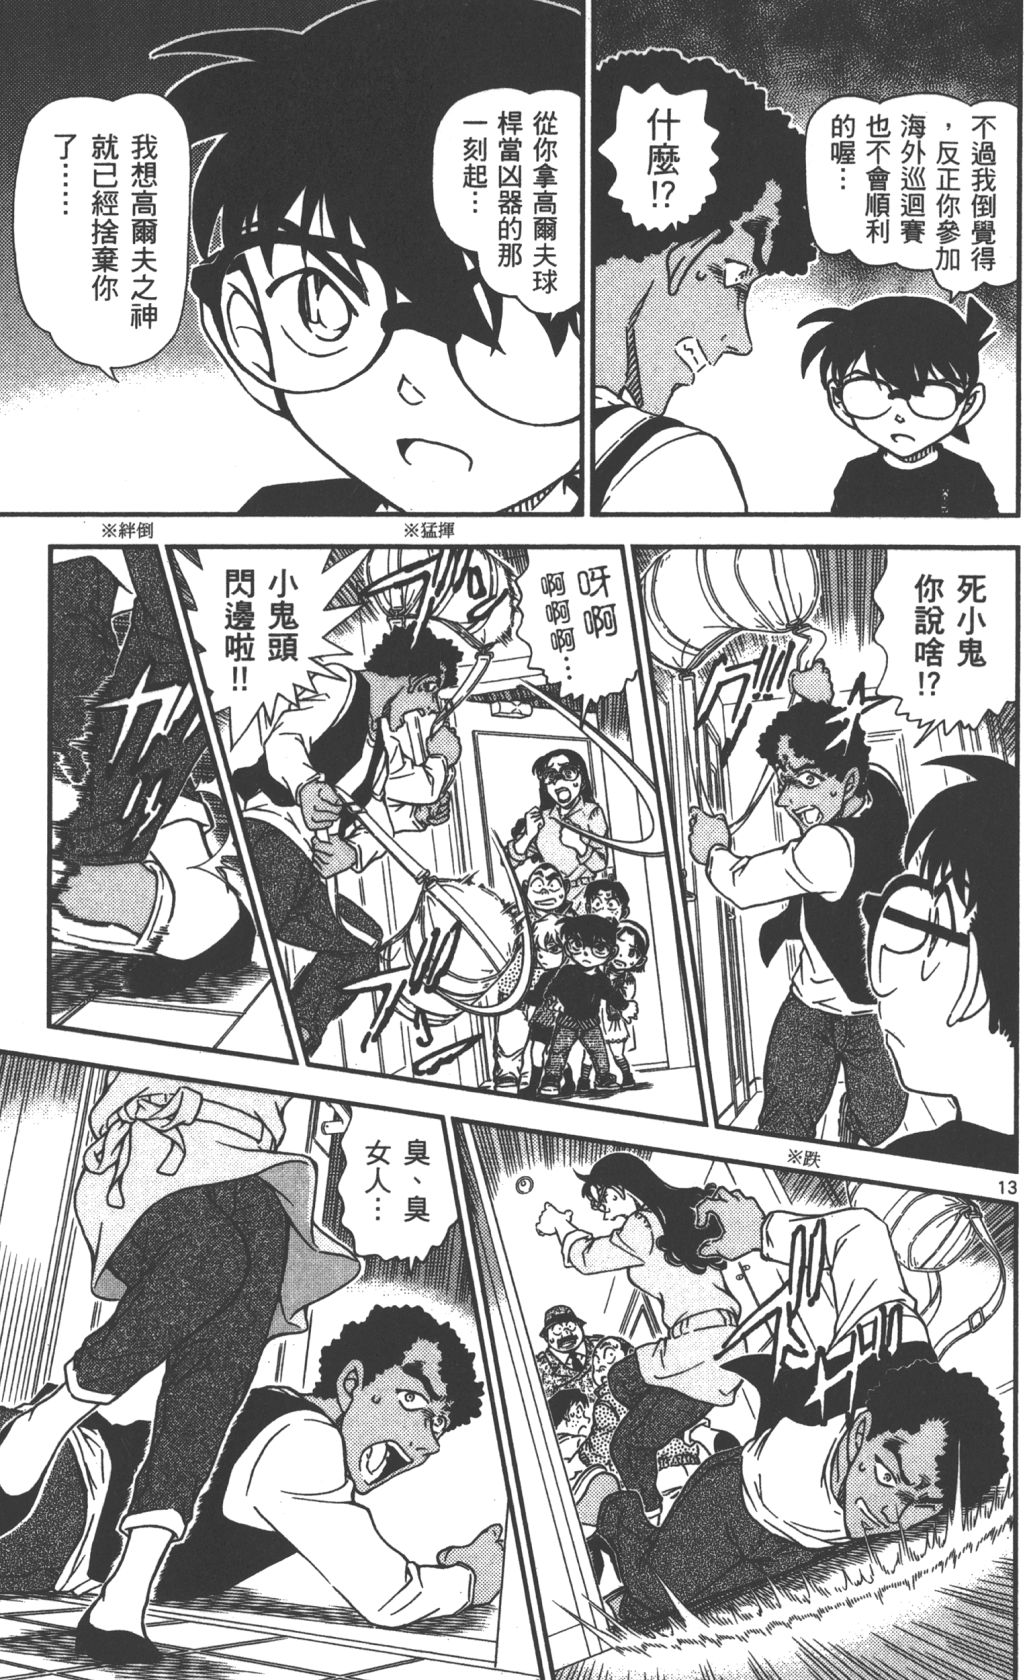 不過我倒覺得
，反正你參加
海外巡迴賽
也不會順利
的喔…
什麼!?
從你拿高爾夫球
桿當凶器的那
一刻起…
我想高爾夫之神
就已經捨棄你
了……
死小鬼
你說啥!?
※猛揮
呀啊
啊啊啊…
小鬼頭
閃邊啦!!
※絆倒
※跌
13
臭、臭
女人…